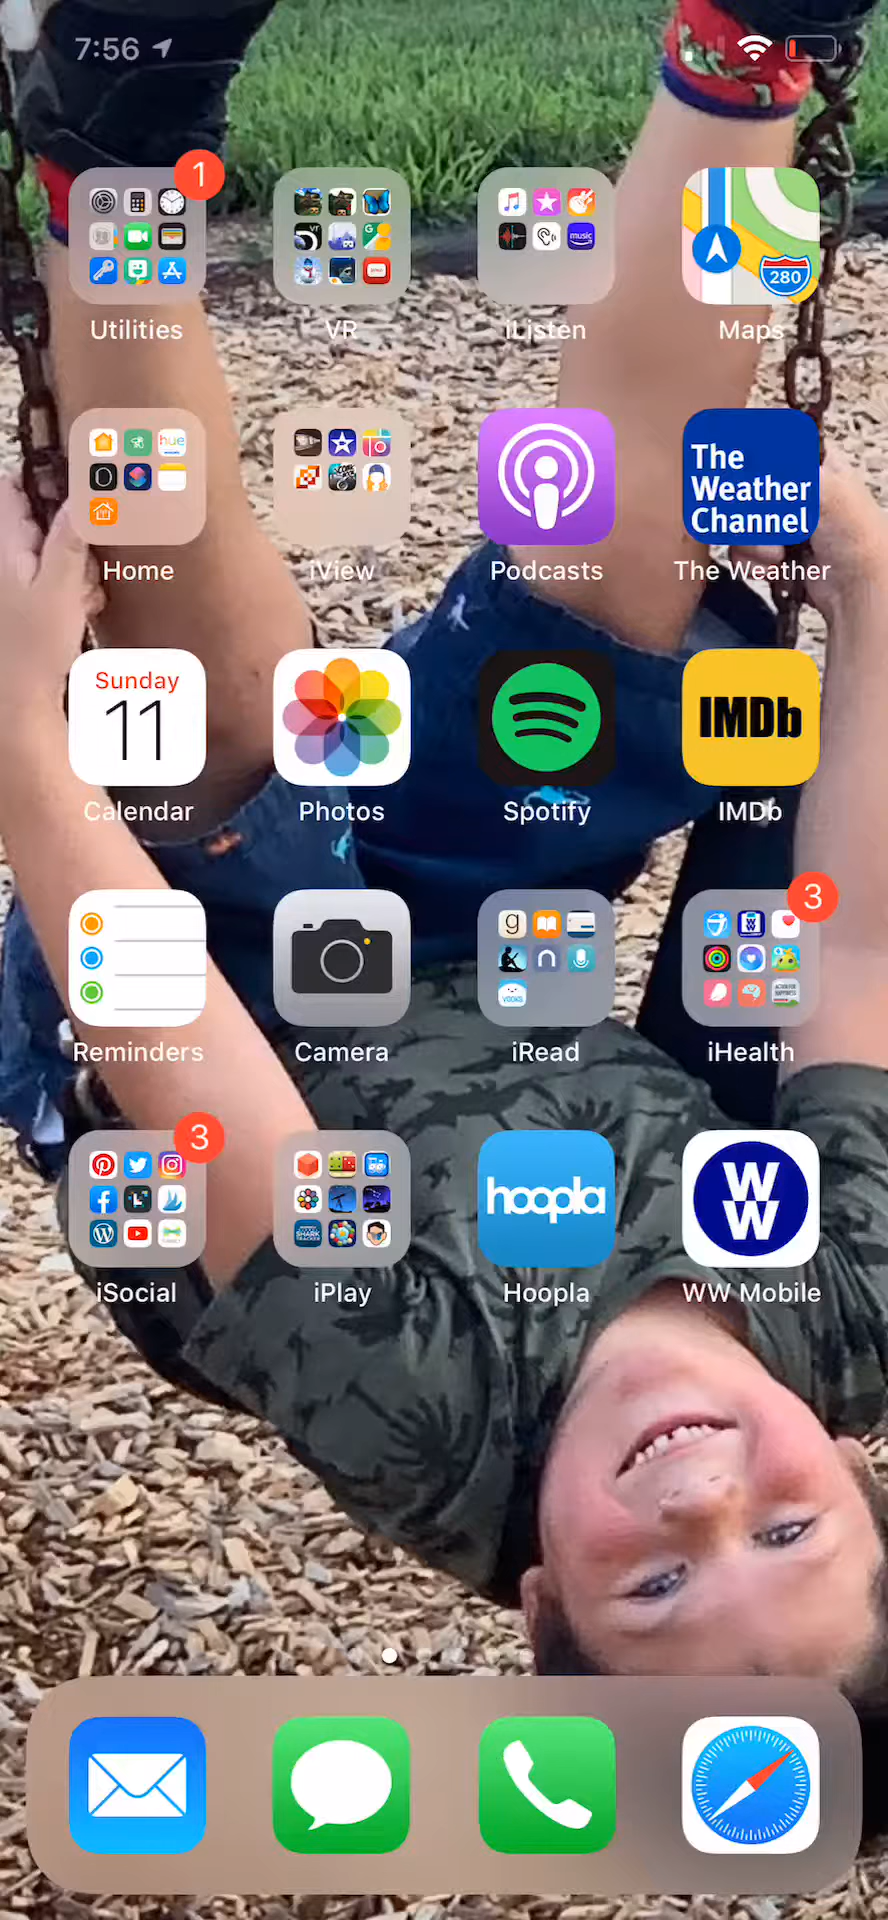 7:56
1
music
280
Utilities
VR
iListen
Maps
hue
The
Weather
Channel
Home
iView
Podcasts
The Weather
Sunday
11
IMDb
Calendar
Photos
Spotify
IMDb
3
g
Reminders
Camera
iRead
iHealth
3
hoopla
W
W
iSocial
iPlay
Hoopla
WW Mobile